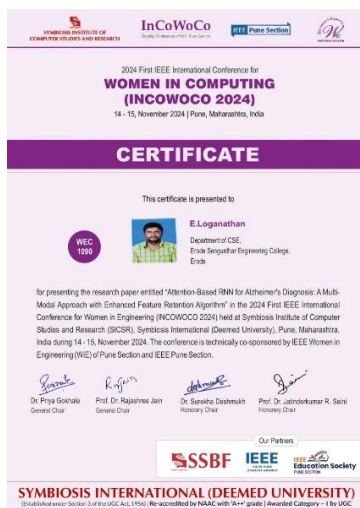 SYMBIOSIS INSTITUTE OF
COMPUTER STUDIES AND RESEARCH
InCoWoCo
IEEE Pune Section
2024 First IEEE International Conference for
WOMEN IN COMPUTING
(INCOWOCO 2024)
14 - 15, November 2024 | Pune, Maharashtra, India
CERTIFICATE
This certificate is presented to
WEC
1090
E.Loganathan
Department of CSE,
Erode Sengunthar Engineering College,
Erode
for presenting the research paper entitled "Attention-Based RNN for Alzheimer's Diagnosis: A Multi-
Modal Approach with Enhanced Feature Retention Algorithm" in the 2024 First IEEE International
Conference for Women in Engineering (INCOWOCO 2024) held at Symbiosis Institute of Computer
Studies and Research (SICSR), Symbiosis International (Deemed University), Pune, Maharashtra,
India during 14 - 15, November 2024. The conference is technically co-sponsored by IEEE Women in
Engineering (WiE) of Pune Section and IEEE Pune Section.
Dr. Priya Gokhale
General Chair
Prof. Dr. Rajashree Jain
General Chair
Dr. Surekha Deshmukh
Honorary Chair
Prof. Dr. Jatinderkumar R. Saini
Honorary Chair
Our Partners
SSBF
IEEE
IEEE
Education Society
PUNE SECTION
SYMBIOSIS INTERNATIONAL (DEEMED UNIVERSITY)
(Established under Section 3 of the UGC Act, 1956) | Re-accredited by NAAC with 'A++' grade | Awarded Category - I by UGC